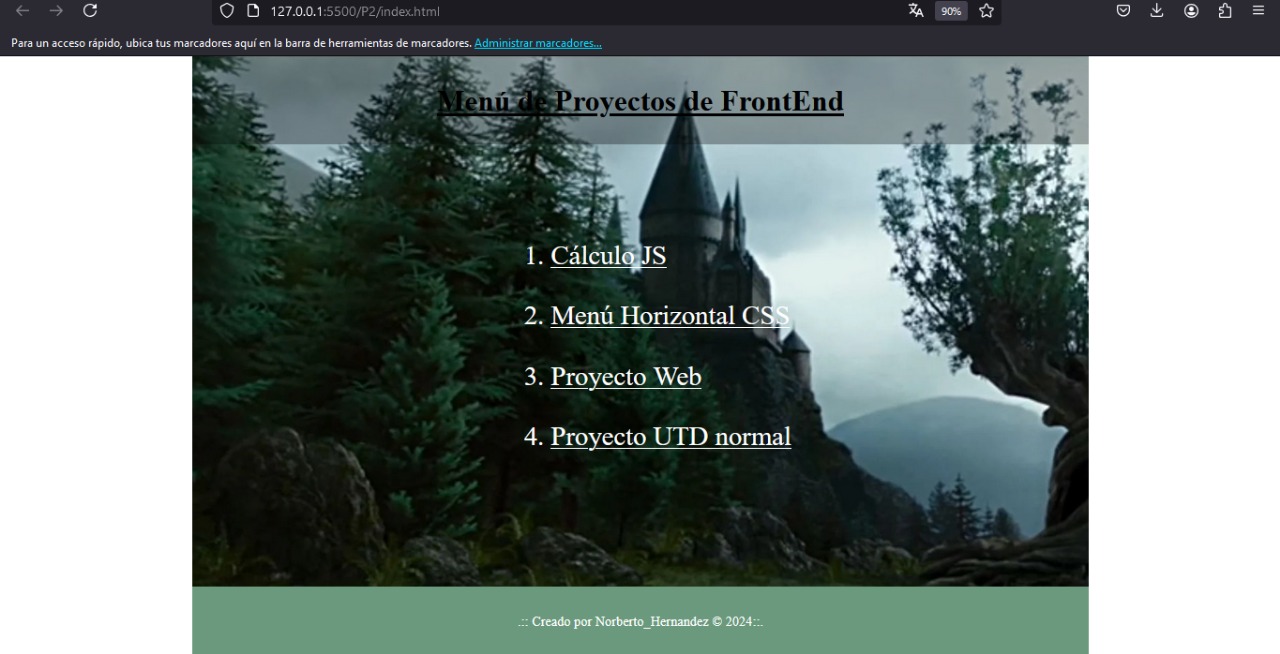 127.0.0.1:5500/P2/index.html
90%
Para un acceso rápido, ubica tus marcadores aquí en la barra de herramientas de marcadores. Administrar marcadores...
Menú de Proyectos de FrontEnd
1. Cálculo JS
2. Menú Horizontal CSS
3. Proyecto Web
4. Proyecto UTD normal
.:: Creado por Norberto_Hernandez © 2024::.